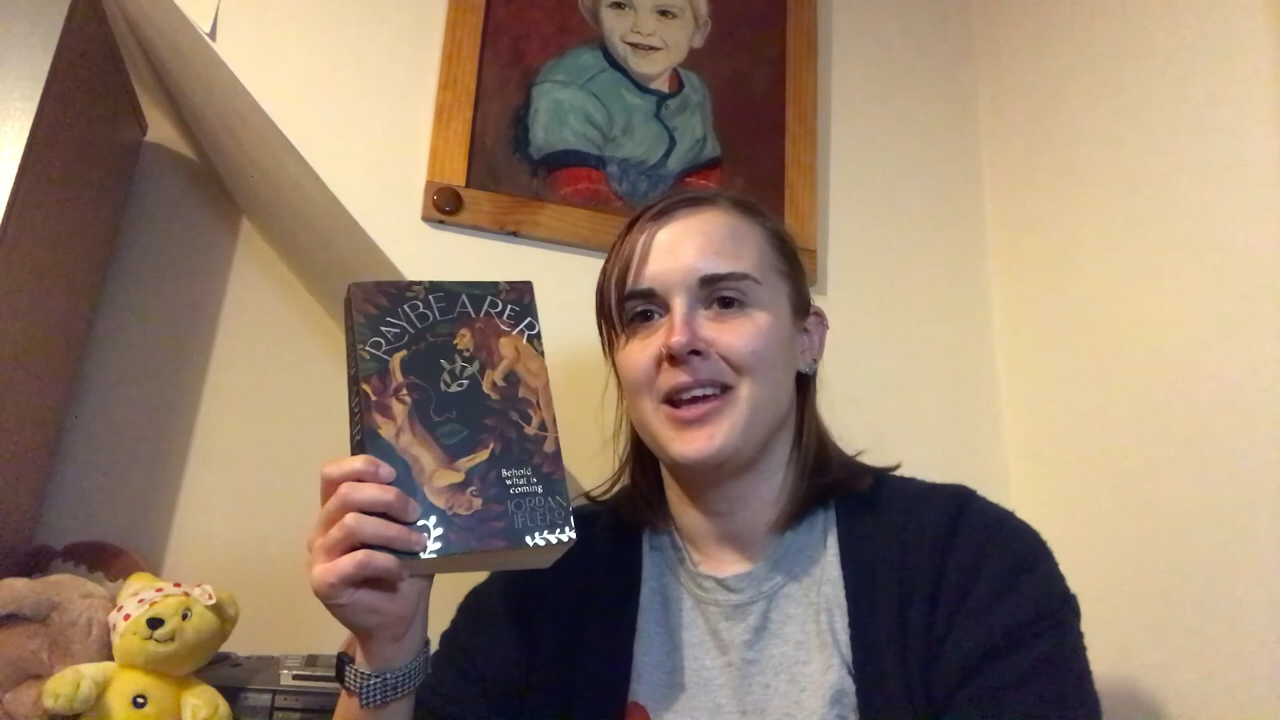 RAYBEARER
Behold
what is
coming
JORDAN
IFUEKO